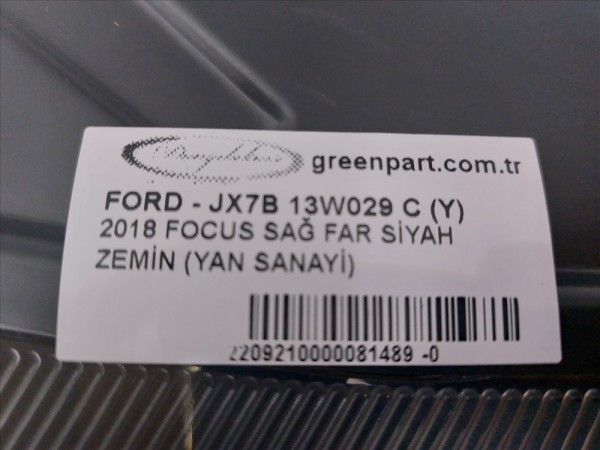 greenpart.com.tr
FORD - JX7B 13W029 C (Y)
2018 FOCUS SAĞ FAR SİYAH
ZEMİN (YAN SANAYİ)
2209210000081489 -0